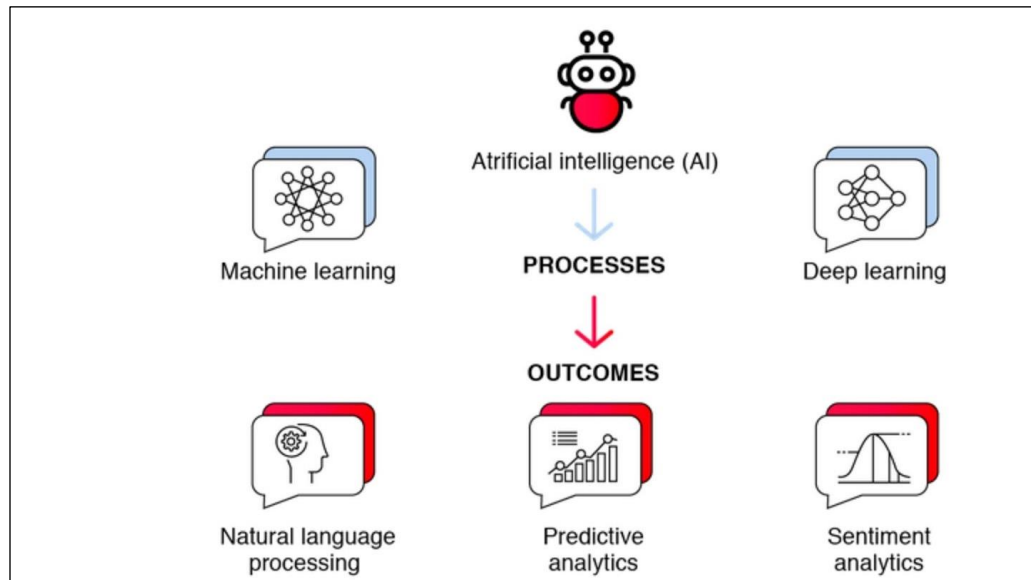 Atrificial intelligence (AI)
Machine learning
PROCESSES
Deep learning
OUTCOMES
Natural language
processing
Predictive
analytics
Sentiment
analytics